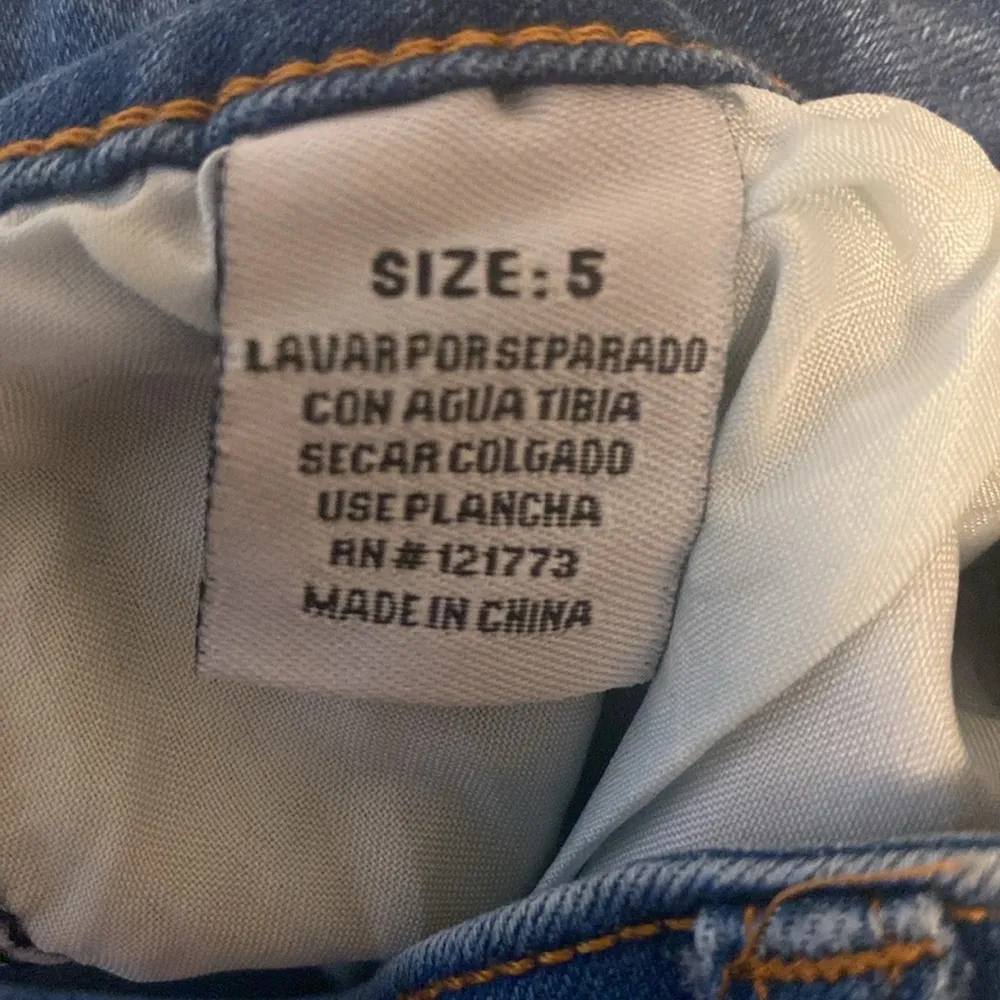 SIZE: 5
LAVAR POR SEPARADO
CON AGUA TIBIA
SECAR COLGADO
USE PLANCHA
RN # 121773
MADE IN CHINA